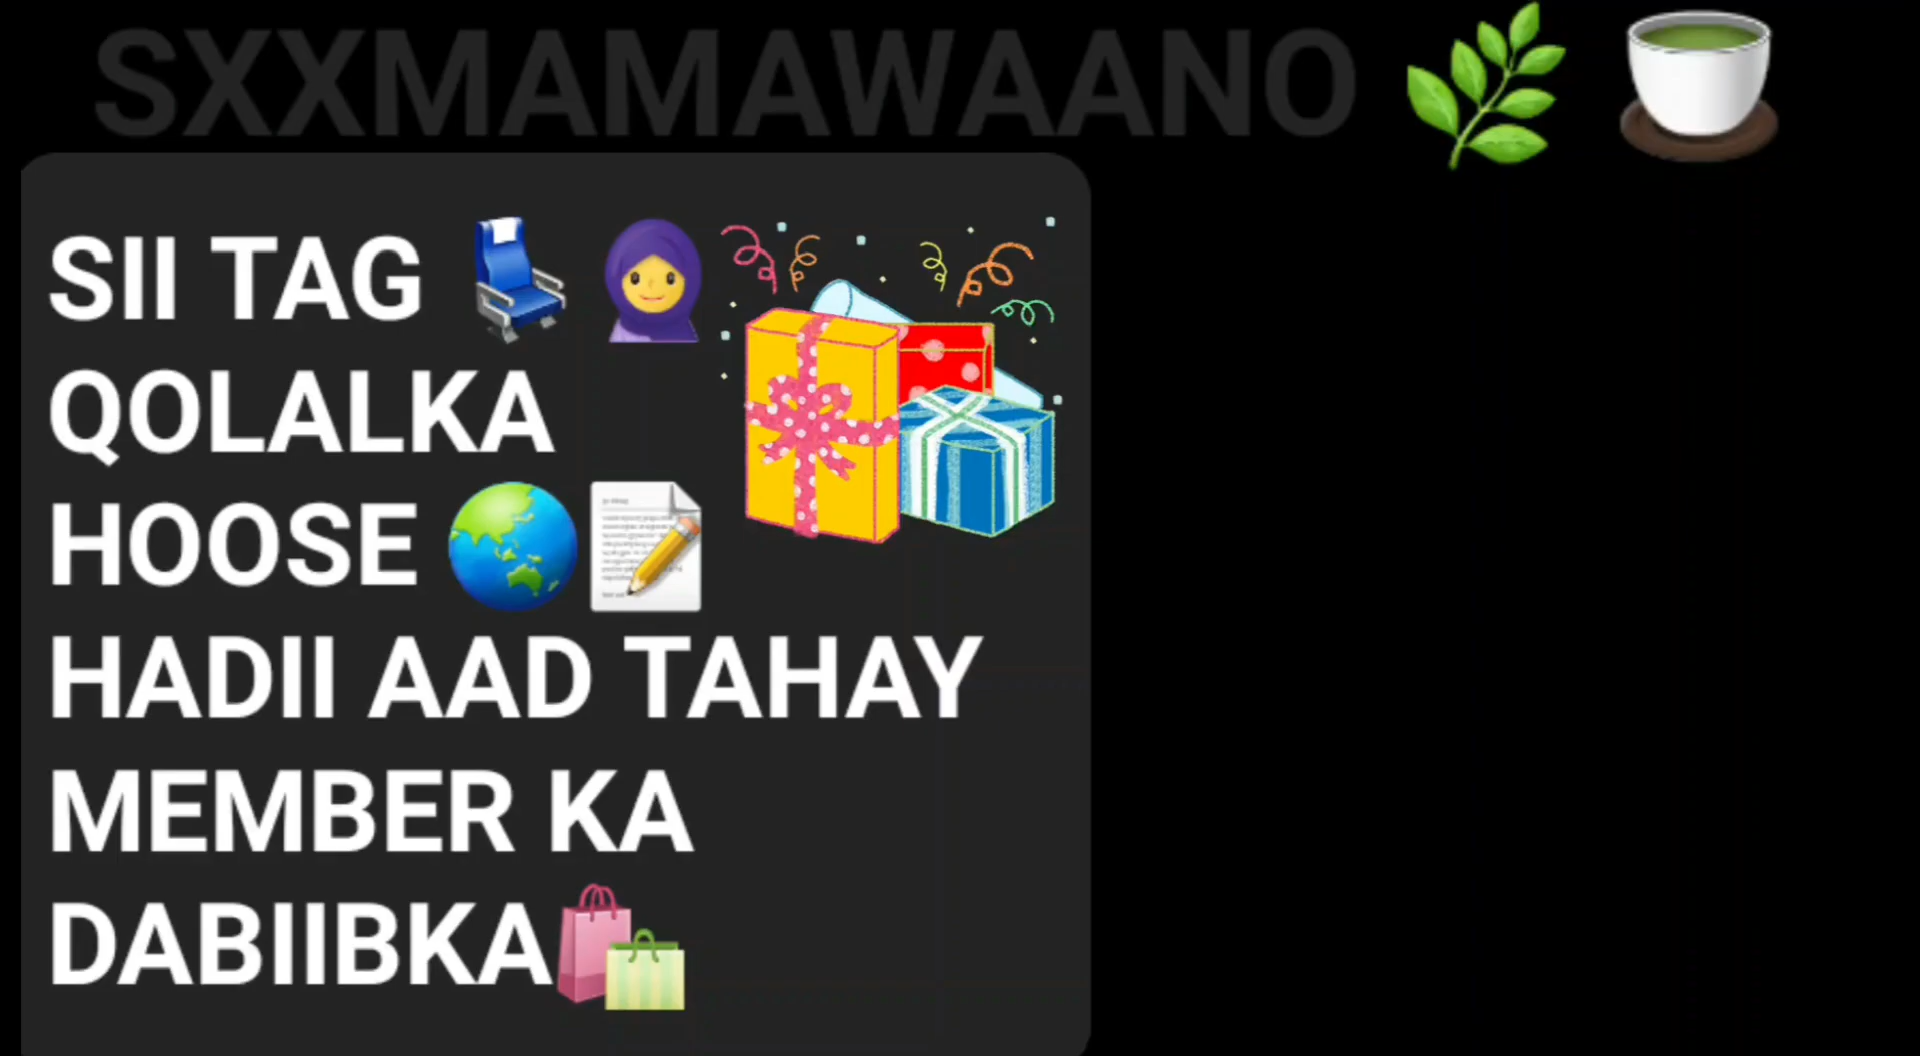 SXXMAMAWAANO 🌿 🍵
SII TAG 💺 🧕
QOLALKA
HOOSE 🌏 📝
HADII AAD TAHAY
MEMBER KA
DABIIBKA🛍️